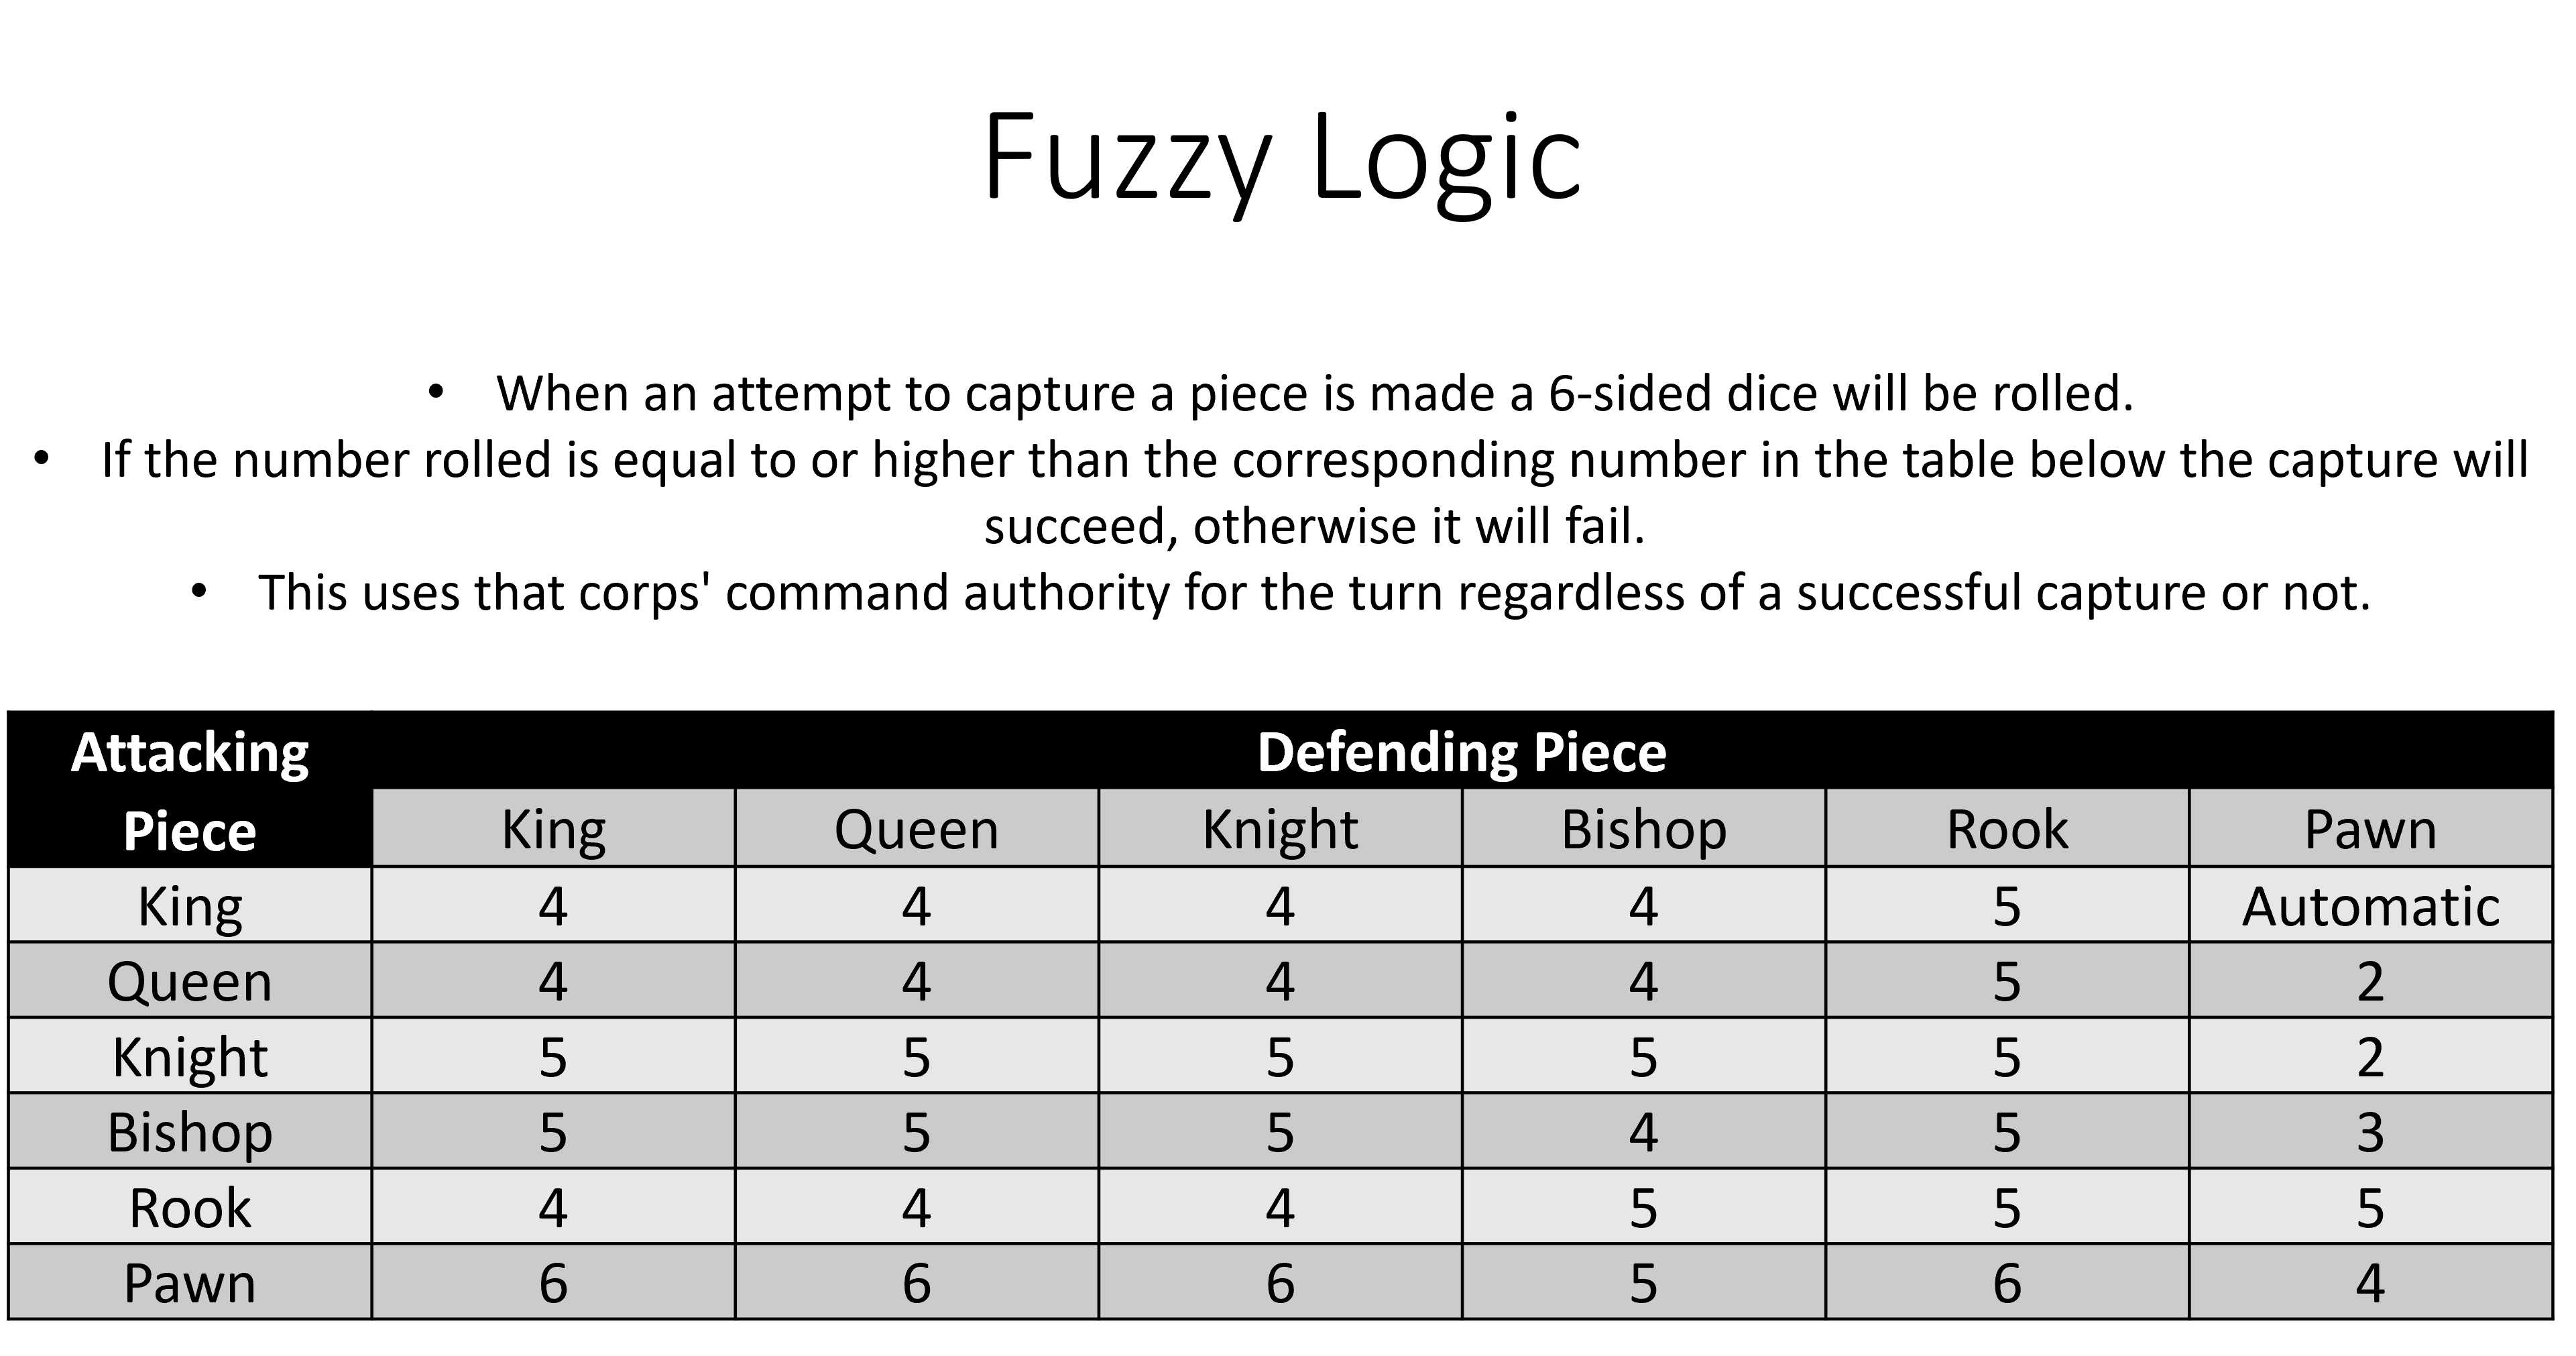 Fuzzy Logic
• When an attempt to capture a piece is made a 6-sided dice will be rolled.
• If the number rolled is equal to or higher than the corresponding number in the table below the capture will
succeed, otherwise it will fail.
• This uses that corps' command authority for the turn regardless of a successful capture or not.
Attacking Defending Piece
Piece King Queen Knight Bishop Rook Pawn
King 4 4 4 4 5 Automatic
Queen 4 4 4 4 5 2
Knight 5 5 5 5 5 2
Bishop 5 5 5 4 5 3
Rook 4 4 4 5 5 5
Pawn 6 6 6 5 6 4